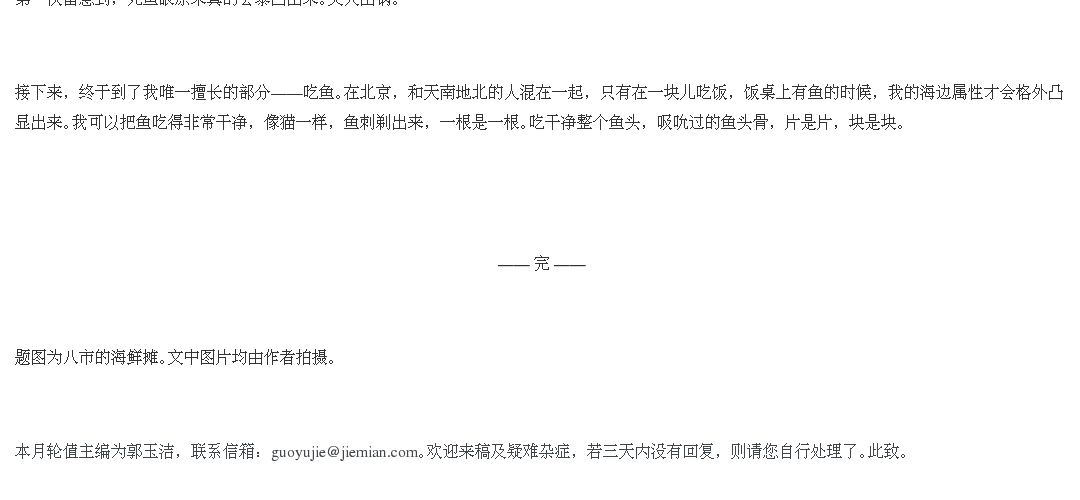 接下来，终于到了我唯一擅长的部分——吃鱼。在北京，和天南地北的人混在一起，只有在一块儿吃饭，饭桌上有鱼的时候，我的海边属性才会格外凸
显出来。我可以把鱼吃得非常干净，像猫一样，鱼刺剃出来，一根是一根。吃干净整个鱼头，吸吮过的鱼头骨，片是片，块是块。
—— 完 ——
题图为八市的海鲜摊。文中图片均由作者拍摄。
本月轮值主编为郭玉洁，联系信箱：guoyujie@jiemian.com。欢迎来稿及疑难杂症，若三天内没有回复，则请您自行处理了。此致。